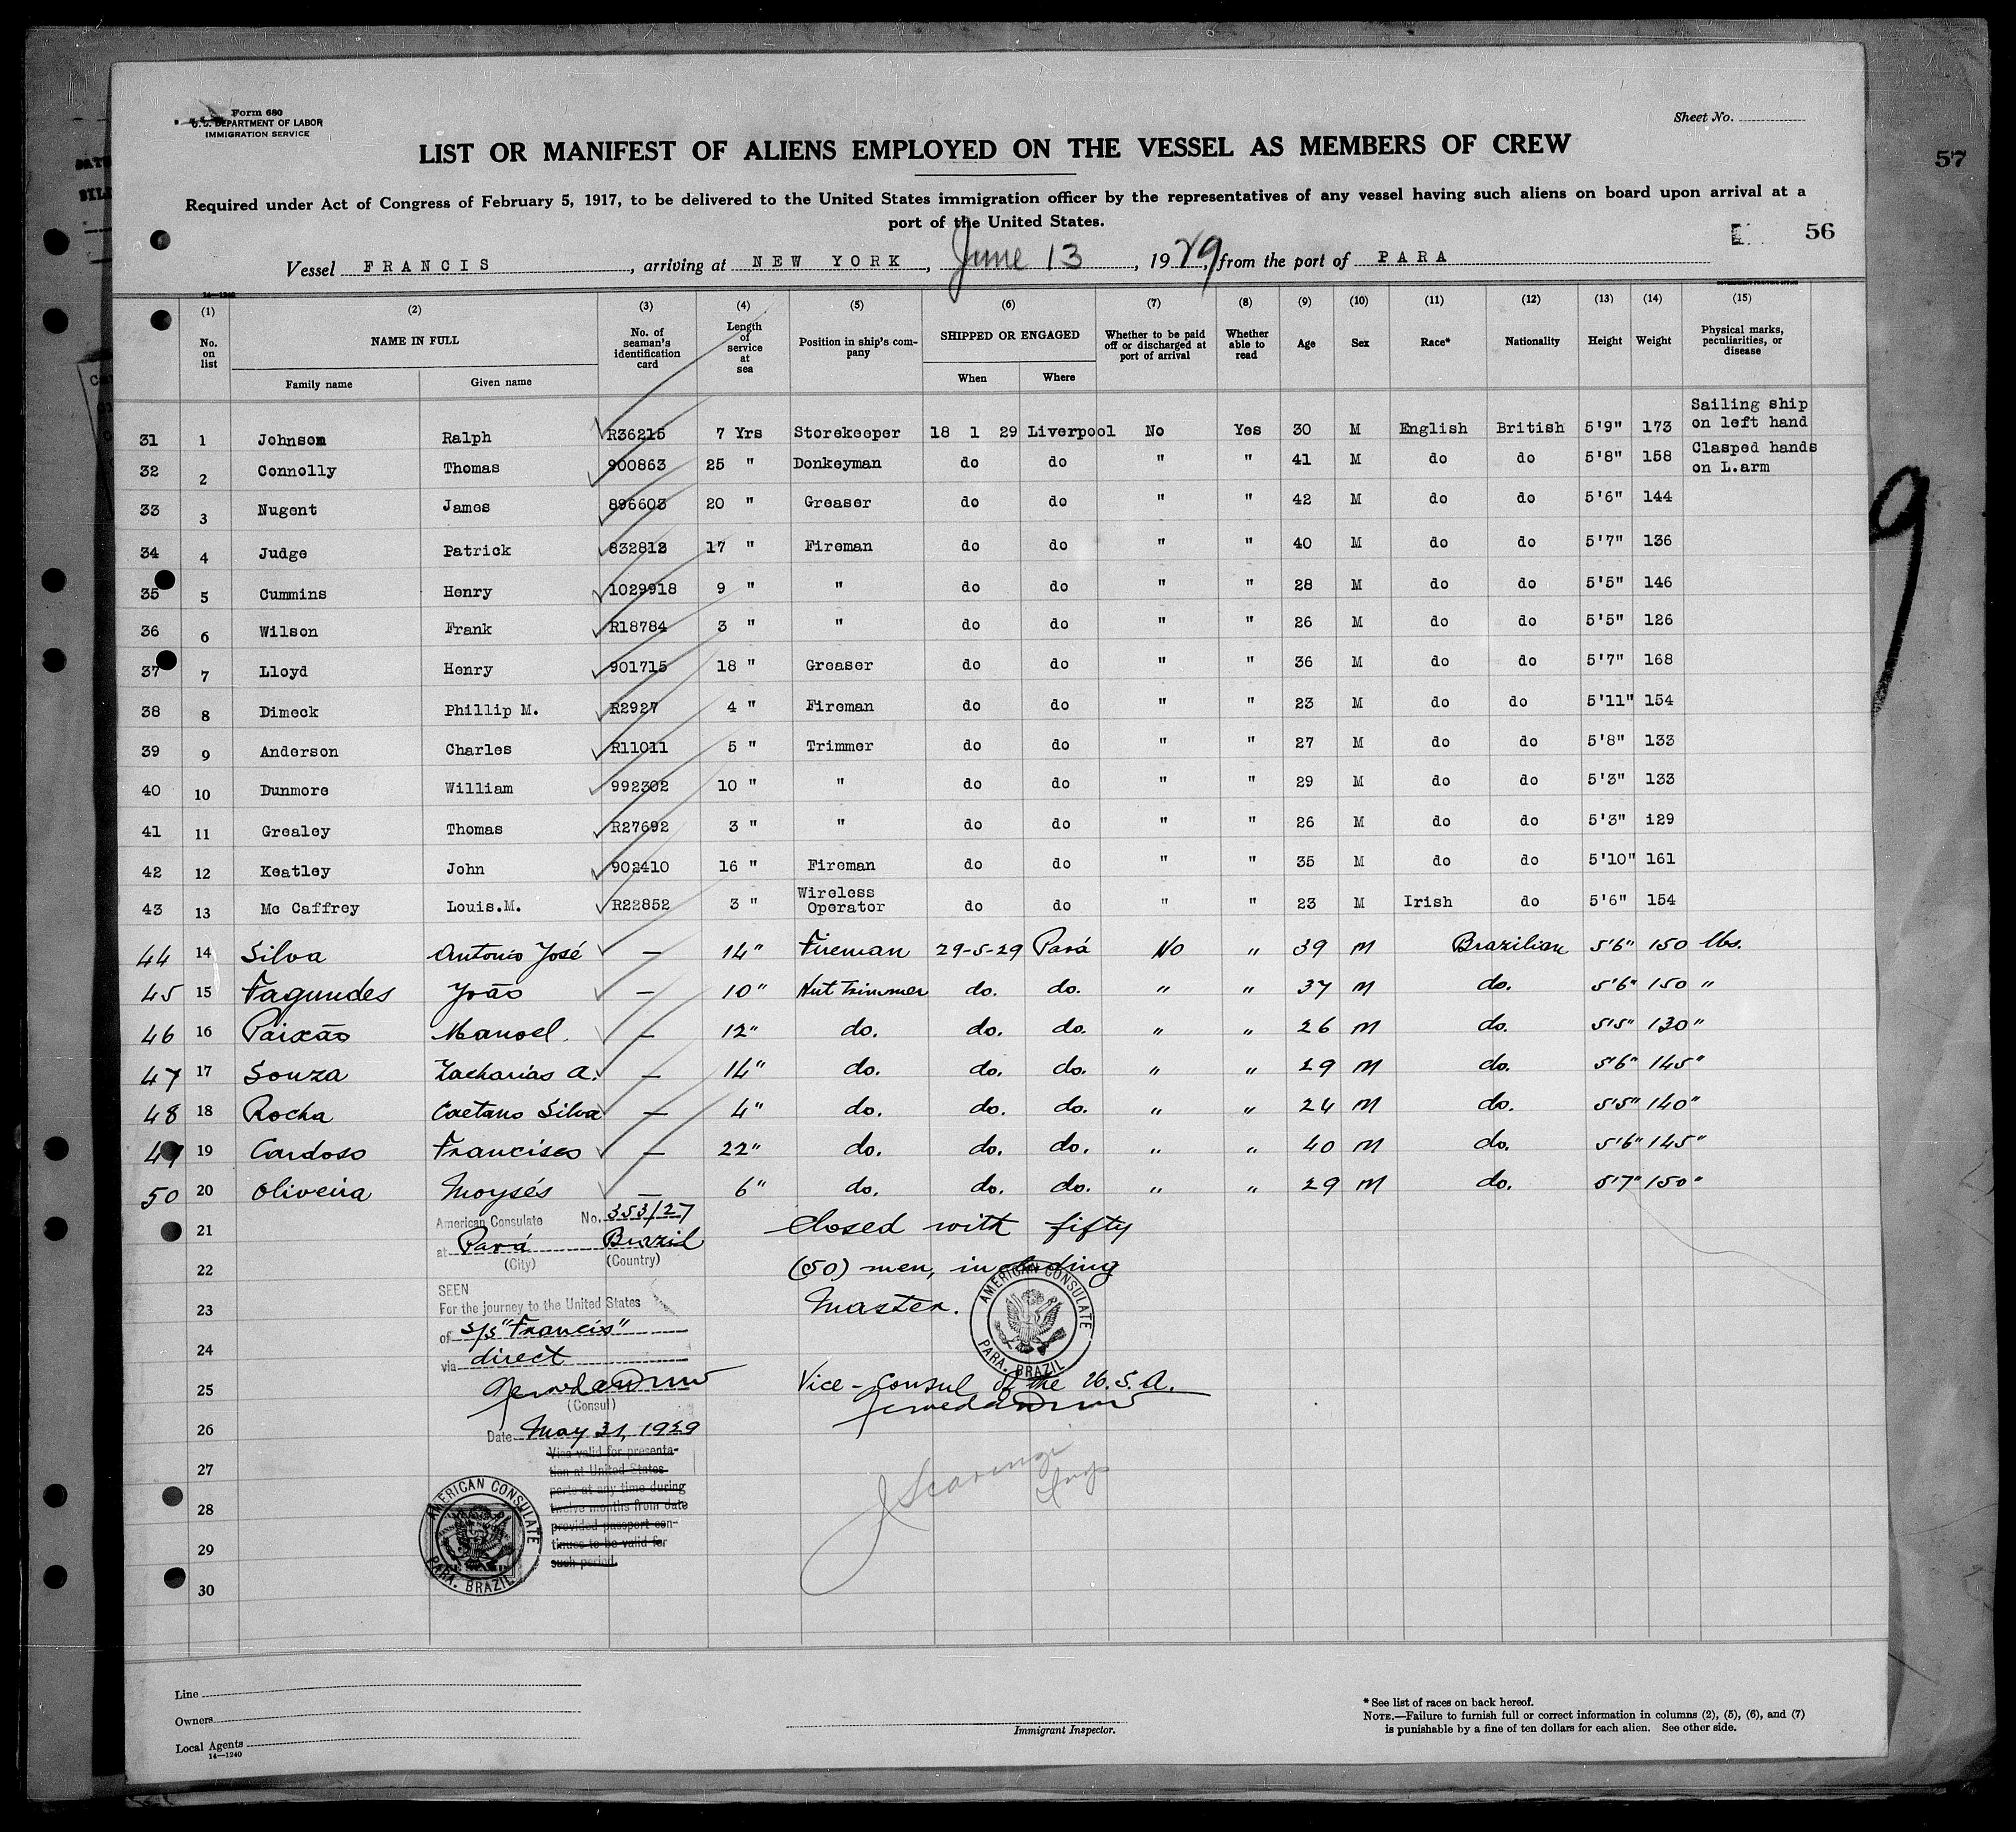 Form 680
U. S. DEPARTMENT OF LABOR
IMMIGRATION SERVICE
Sheet No.
LIST OR MANIFEST OF ALIENS EMPLOYED ON THE VESSEL AS MEMBERS OF CREW
57
Required under Act of Congress of February 5, 1917, to be delivered to the United States immigration officer by the representatives of any vessel having such aliens on board upon arrival at a
port of the United States.
56
Vessel FRANCIS, arriving at NEW YORK, June 13, 1929, from the port of PARA
14—1240
(1) (2) (3) (4) (5) (6) (7) (8) (9) (10) (11) (12) (13) (14) (15)
No. on list NAME IN FULL No. of seaman's identification card Length of service at sea Position in ship's company SHIPPED OR ENGAGED Whether to be paid off or discharged at port of arrival Whether able to read Age Sex Race* Nationality Height Weight Physical marks, peculiarities, or disease
Family name Given name When Where
31 1 Johnson Ralph R36215 7 Yrs Storekeeper 18 1 29 Liverpool No Yes 30 M English British 5'9" 173 Sailing ship on left hand
32 2 Connolly Thomas 900863 25 " Donkeyman do do " " 41 M do do 5'8" 158 Clasped hands on L.arm
33 3 Nugent James 896603 20 " Greaser do do " " 42 M do do 5'6" 144
34 4 Judge Patrick 832812 17 " Fireman do do " " 40 M do do 5'7" 136
35 5 Cummins Henry 1029918 9 " " do do " " 28 M do do 5'5" 146
36 6 Wilson Frank R18784 3 " " do do " " 26 M do do 5'5" 126
37 7 Lloyd Henry 901715 18 " Greaser do do " " 36 M do do 5'7" 168
38 8 Dimeck Phillip M. R2927 4 " Fireman do do " " 23 M do do 5'11" 154
39 9 Anderson Charles R11011 5 " Trimmer do do " " 27 M do do 5'8" 133
40 10 Dunmore William 992302 10 " " do do " " 29 M do do 5'3" 133
41 11 Grealey Thomas R27692 3 " " do do " " 26 M do do 5'3" 129
42 12 Keatley John 902410 16 " Fireman do do " " 35 M do do 5'10" 161
43 13 Mc Caffrey Louis.M. R22852 3 " Wireless Operator do do " " 23 M Irish do 5'6" 154
44 14 Silva Antonio José — 14" Fireman 29-5-29 Pará No " 39 M Brazilian 5'6" 150 lbs.
45 15 Fagundes João — 10" Nut Trimmer do. do. " " 37 M do. 5'6" 150 "
46 16 Paixão Manoel. — 12" do. do. do. " " 26 M do. 5'5" 130"
47 17 Souza Zacharias A. — 14" do. do. do. " " 29 M do. 5'6" 145"
48 18 Rocha Caetano Silva — 4" do. do. do. " " 24 M do. 5'5" 140"
49 19 Cardoso Francisco — 22" do. do. do. " " 40 M do. 5'6" 145"
50 20 Oliveira Moysés — 6" do. do. do. " " 29 M do. 5'7" 150"
21 American Consulate No. 353/27 Closed with fifty
at Pará Brazil
(City) (Country)
22 (50) men, including
SEEN
23 For the journey to the United States Master.
of S/S "Francis"
24
via direct
AMERICAN CONSULATE
PARA. BRAZIL
25 Vice-Consul of the U.S.A.
(Consul)
26 Date May 31, 1929
Visa valid for presenta-
27 tion at United States
ports at any time during
28 twelve months from date
provided passport con-
29 tinues to be valid for
such period.
30
AMERICAN CONSULATE
PARA. BRAZIL
Line
Owners
Local Agents
14—1240
Immigrant Inspector.
* See list of races on back hereof.
NOTE.—Failure to furnish full or correct information in columns (2), (5), (6), and (7)
is punishable by a fine of ten dollars for each alien. See other side.
9